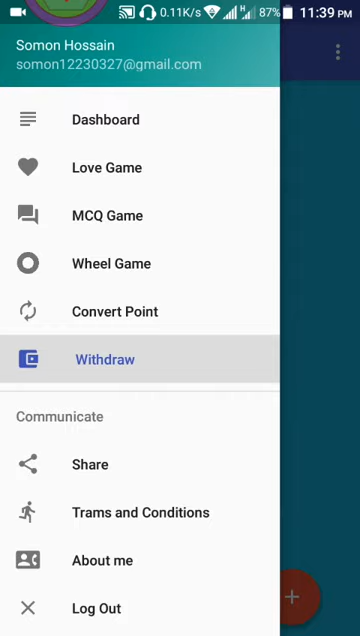 0.11K/s H 87% 11:39 PM
Somon Hossain
somon12230327@gmail.com
Dashboard
Love Game
MCQ Game
Wheel Game
Convert Point
Withdraw
Communicate
Share
Trams and Conditions
About me
Log Out